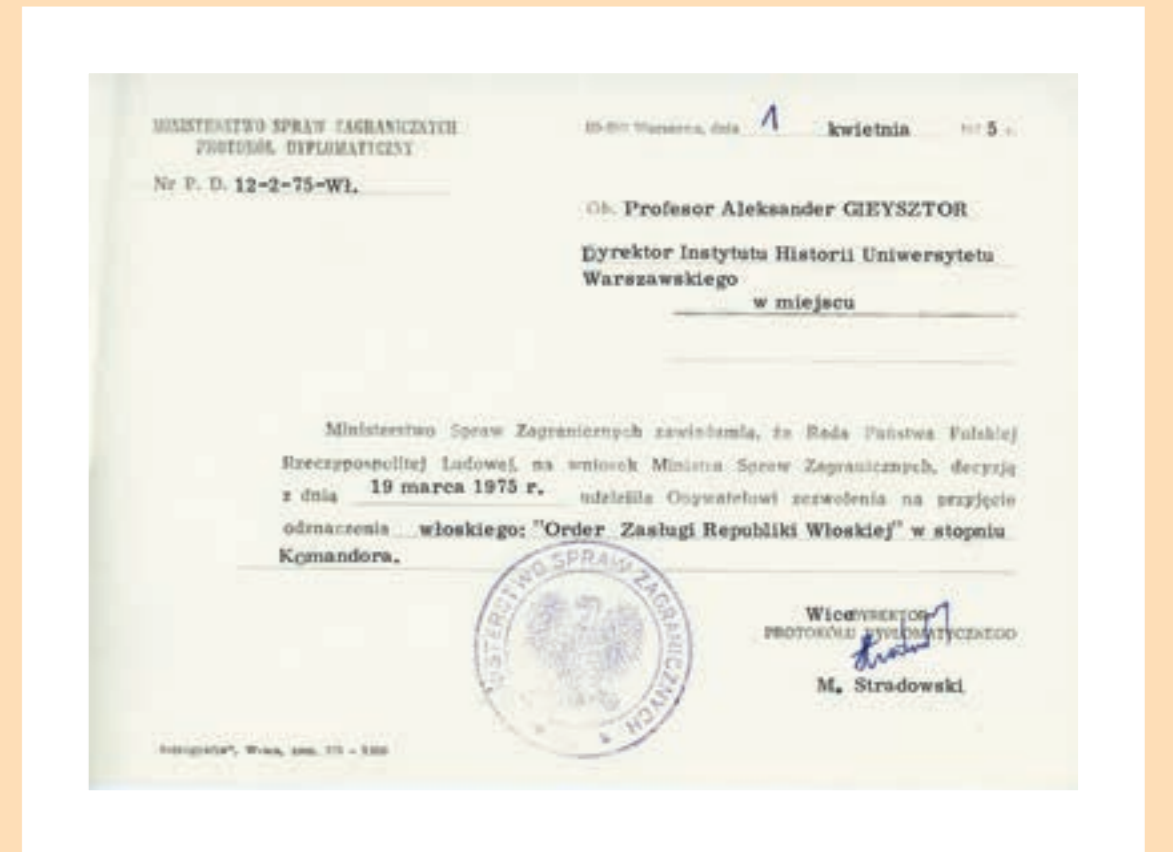 MINISTERSTWO SPRAW ZAGRANICZNYCH
PROTOKÓŁ DYPLOMATYCZNY
Nr P. D. 12-2-75-Wł.
Warszawa, dnia 1 kwietnia 5 r.
Ob. Profesor Aleksander GIEYSZTOR
Dyrektor Instytutu Historii Uniwersytetu
Warszawskiego
w miejscu
Ministerstwo Spraw Zagranicznych zawiadamia, że Rada Państwa Polskiej
Rzeczypospolitej Ludowej, na wniosek Ministra Spraw Zagranicznych, decyzją
z dnia 19 marca 1975 r. udzieliła Obywatelowi zezwolenia na przyjęcie
odznaczenia włoskiego: "Order Zasługi Republiki Włoskiej" w stopniu
Komandora.
MINISTERSTWO SPRAW ZAGRANICZNYCH
WiceDYREKTOR
PROTOKÓŁU DYPLOMATYCZNEGO
M. Stradowski